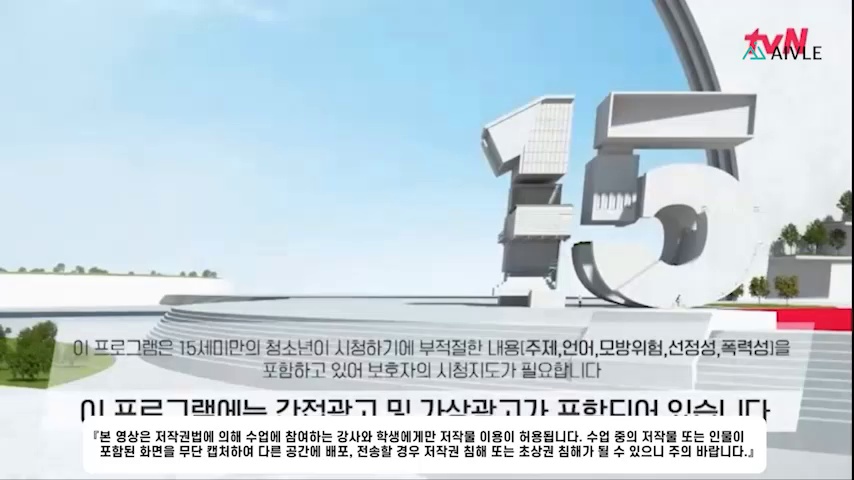 tvN
AIVLE
15
이 프로그램은 15세미만의 청소년이 시청하기에 부적절한 내용(주제,언어,모방위험,선정성,폭력성)을
포함하고 있어 보호자의 시청지도가 필요합니다
이 프로그램에는 간접광고 및 가상광고가 포함되어 있습니다
『본 영상은 저작권법에 의해 수업에 참여하는 강사와 학생에게만 저작물 이용이 허용됩니다. 수업 중의 저작물 또는 인물이
포함된 화면을 무단 캡처하여 다른 공간에 배포, 전송할 경우 저작권 침해 또는 초상권 침해가 될 수 있으니 주의 바랍니다.』